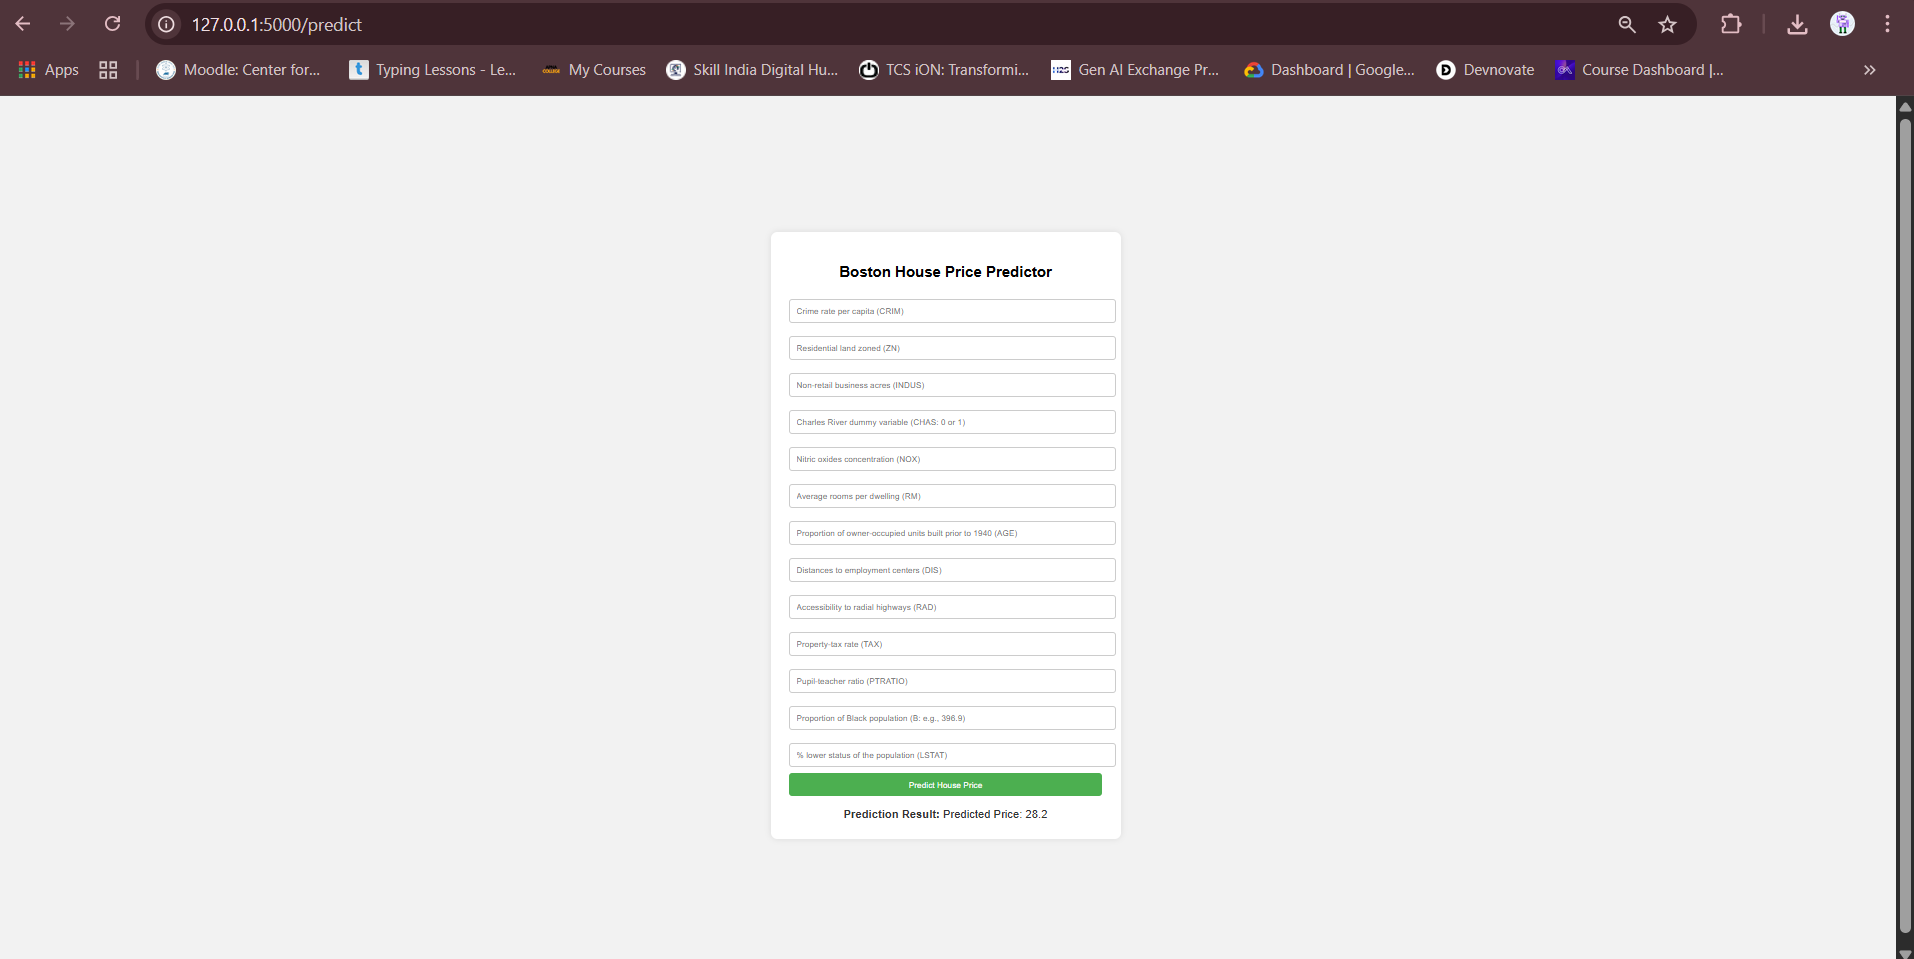 127.0.0.1:5000/predict
Apps
Moodle: Center for...
Typing Lessons - Le...
My Courses
Skill India Digital Hu...
TCS iON: Transformi...
Gen AI Exchange Pr...
Dashboard | Google...
Devnovate
Course Dashboard |...
Boston House Price Predictor
Crime rate per capita (CRIM)
Residential land zoned (ZN)
Non-retail business acres (INDUS)
Charles River dummy variable (CHAS: 0 or 1)
Nitric oxides concentration (NOX)
Average rooms per dwelling (RM)
Proportion of owner-occupied units built prior to 1940 (AGE)
Distances to employment centers (DIS)
Accessibility to radial highways (RAD)
Property-tax rate (TAX)
Pupil-teacher ratio (PTRATIO)
Proportion of Black population (B: e.g., 396.9)
% lower status of the population (LSTAT)
Predict House Price
Prediction Result: Predicted Price: 28.2